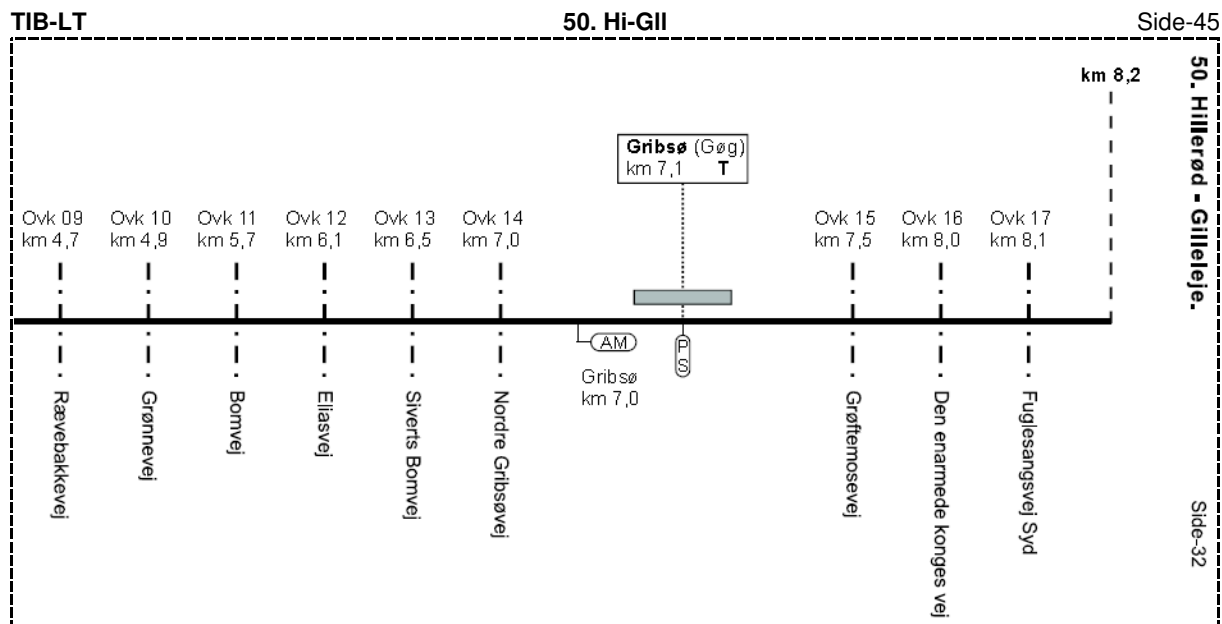 TIB-LT
50. Hi-Gll
Side-45
km 8,2
50. Hillerød - Gilleleje.
Gribsø (Gøg)
km 7,1 T
Ovk 09
km 4,7
Ovk 10
km 4,9
Ovk 11
km 5,7
Ovk 12
km 6,1
Ovk 13
km 6,5
Ovk 14
km 7,0
Ovk 15
km 7,5
Ovk 16
km 8,0
Ovk 17
km 8,1
AM
PS
Gribsø
km 7,0
Rævebakkevej
Grønnevej
Bomvej
Eliasvej
Siverts Bomvej
Nordre Gribsøvej
Grøftemosevej
Den enarmede konges vej
Fuglesangsvej Syd
Side-32